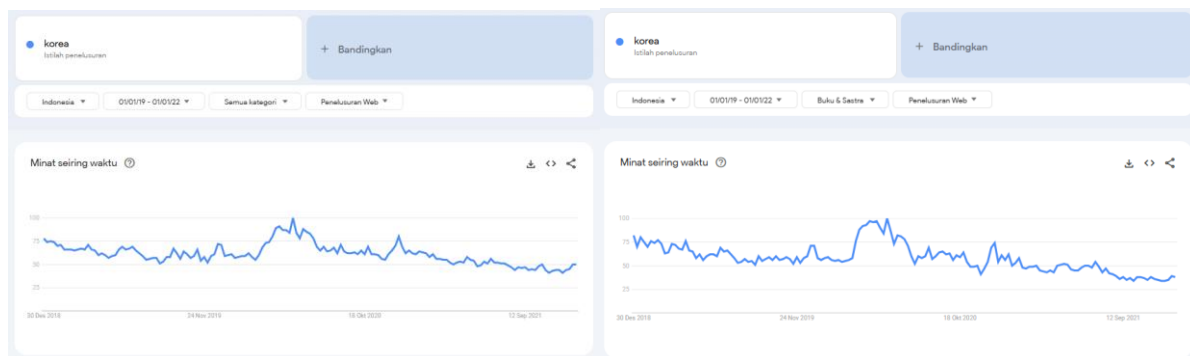 korea
Istilah penelusuran
+ Bandingkan
Indonesia
01/01/19 - 01/01/22
Semua kategori
Penelusuran Web
Minat seiring waktu
100
75
50
25
30 Des 2018
24 Nov 2019
18 Okt 2020
12 Sep 2021
korea
Istilah penelusuran
+ Bandingkan
Indonesia
01/01/19 - 01/01/22
Buku & Sastra
Penelusuran Web
Minat seiring waktu
100
75
50
25
30 Des 2018
24 Nov 2019
18 Okt 2020
12 Sep 2021